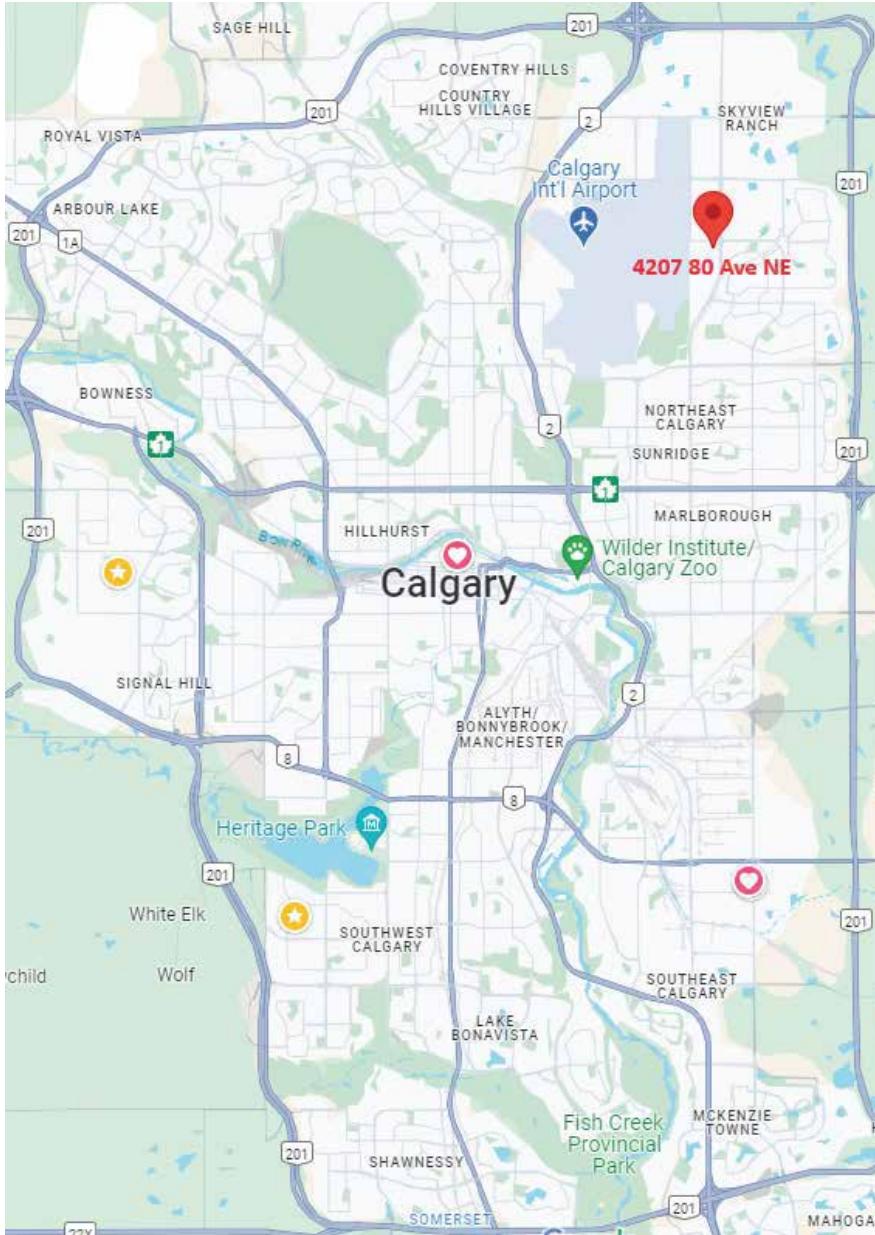 SAGE HILL
201
COVENTRY HILLS
COUNTRY
HILLS VILLAGE
201
2
SKYVIEW
RANCH
ROYAL VISTA
Calgary
Int'l Airport
201
ARBOUR LAKE
201
1A
4207 80 Ave NE
BOWNESS
NORTHEAST
CALGARY
2
SUNRIDGE
201
1
1
MARLBOROUGH
201
HILLHURST
Bow River
Wilder Institute/
Calgary Zoo
Calgary
SIGNAL HILL
2
ALYTH/
BONNYBROOK/
MANCHESTER
8
8
Heritage Park
M
201
White Elk
201
SOUTHWEST
CALGARY
Wolf
child
SOUTHEAST
CALGARY
LAKE
BONAVISTA
Fish Creek
Provincial
Park
MCKENZIE
TOWNE
201
SHAWNESSY
201
SOMERSET
MAHOGA
22X